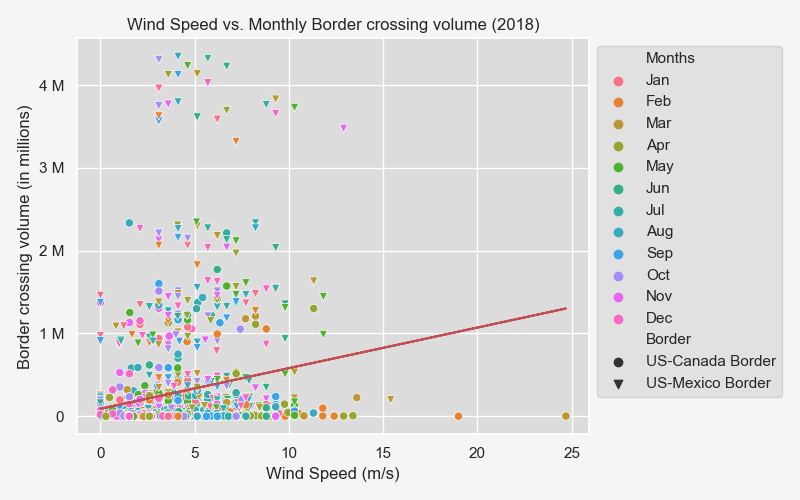 Wind Speed vs. Monthly Border crossing volume (2018)
Border crossing volume (in millions)
4 M
3 M
2 M
1 M
0
0
5
10
15
20
25
Wind Speed (m/s)
Months
Jan
Feb
Mar
Apr
May
Jun
Jul
Aug
Sep
Oct
Nov
Dec
Border
US-Canada Border
US-Mexico Border